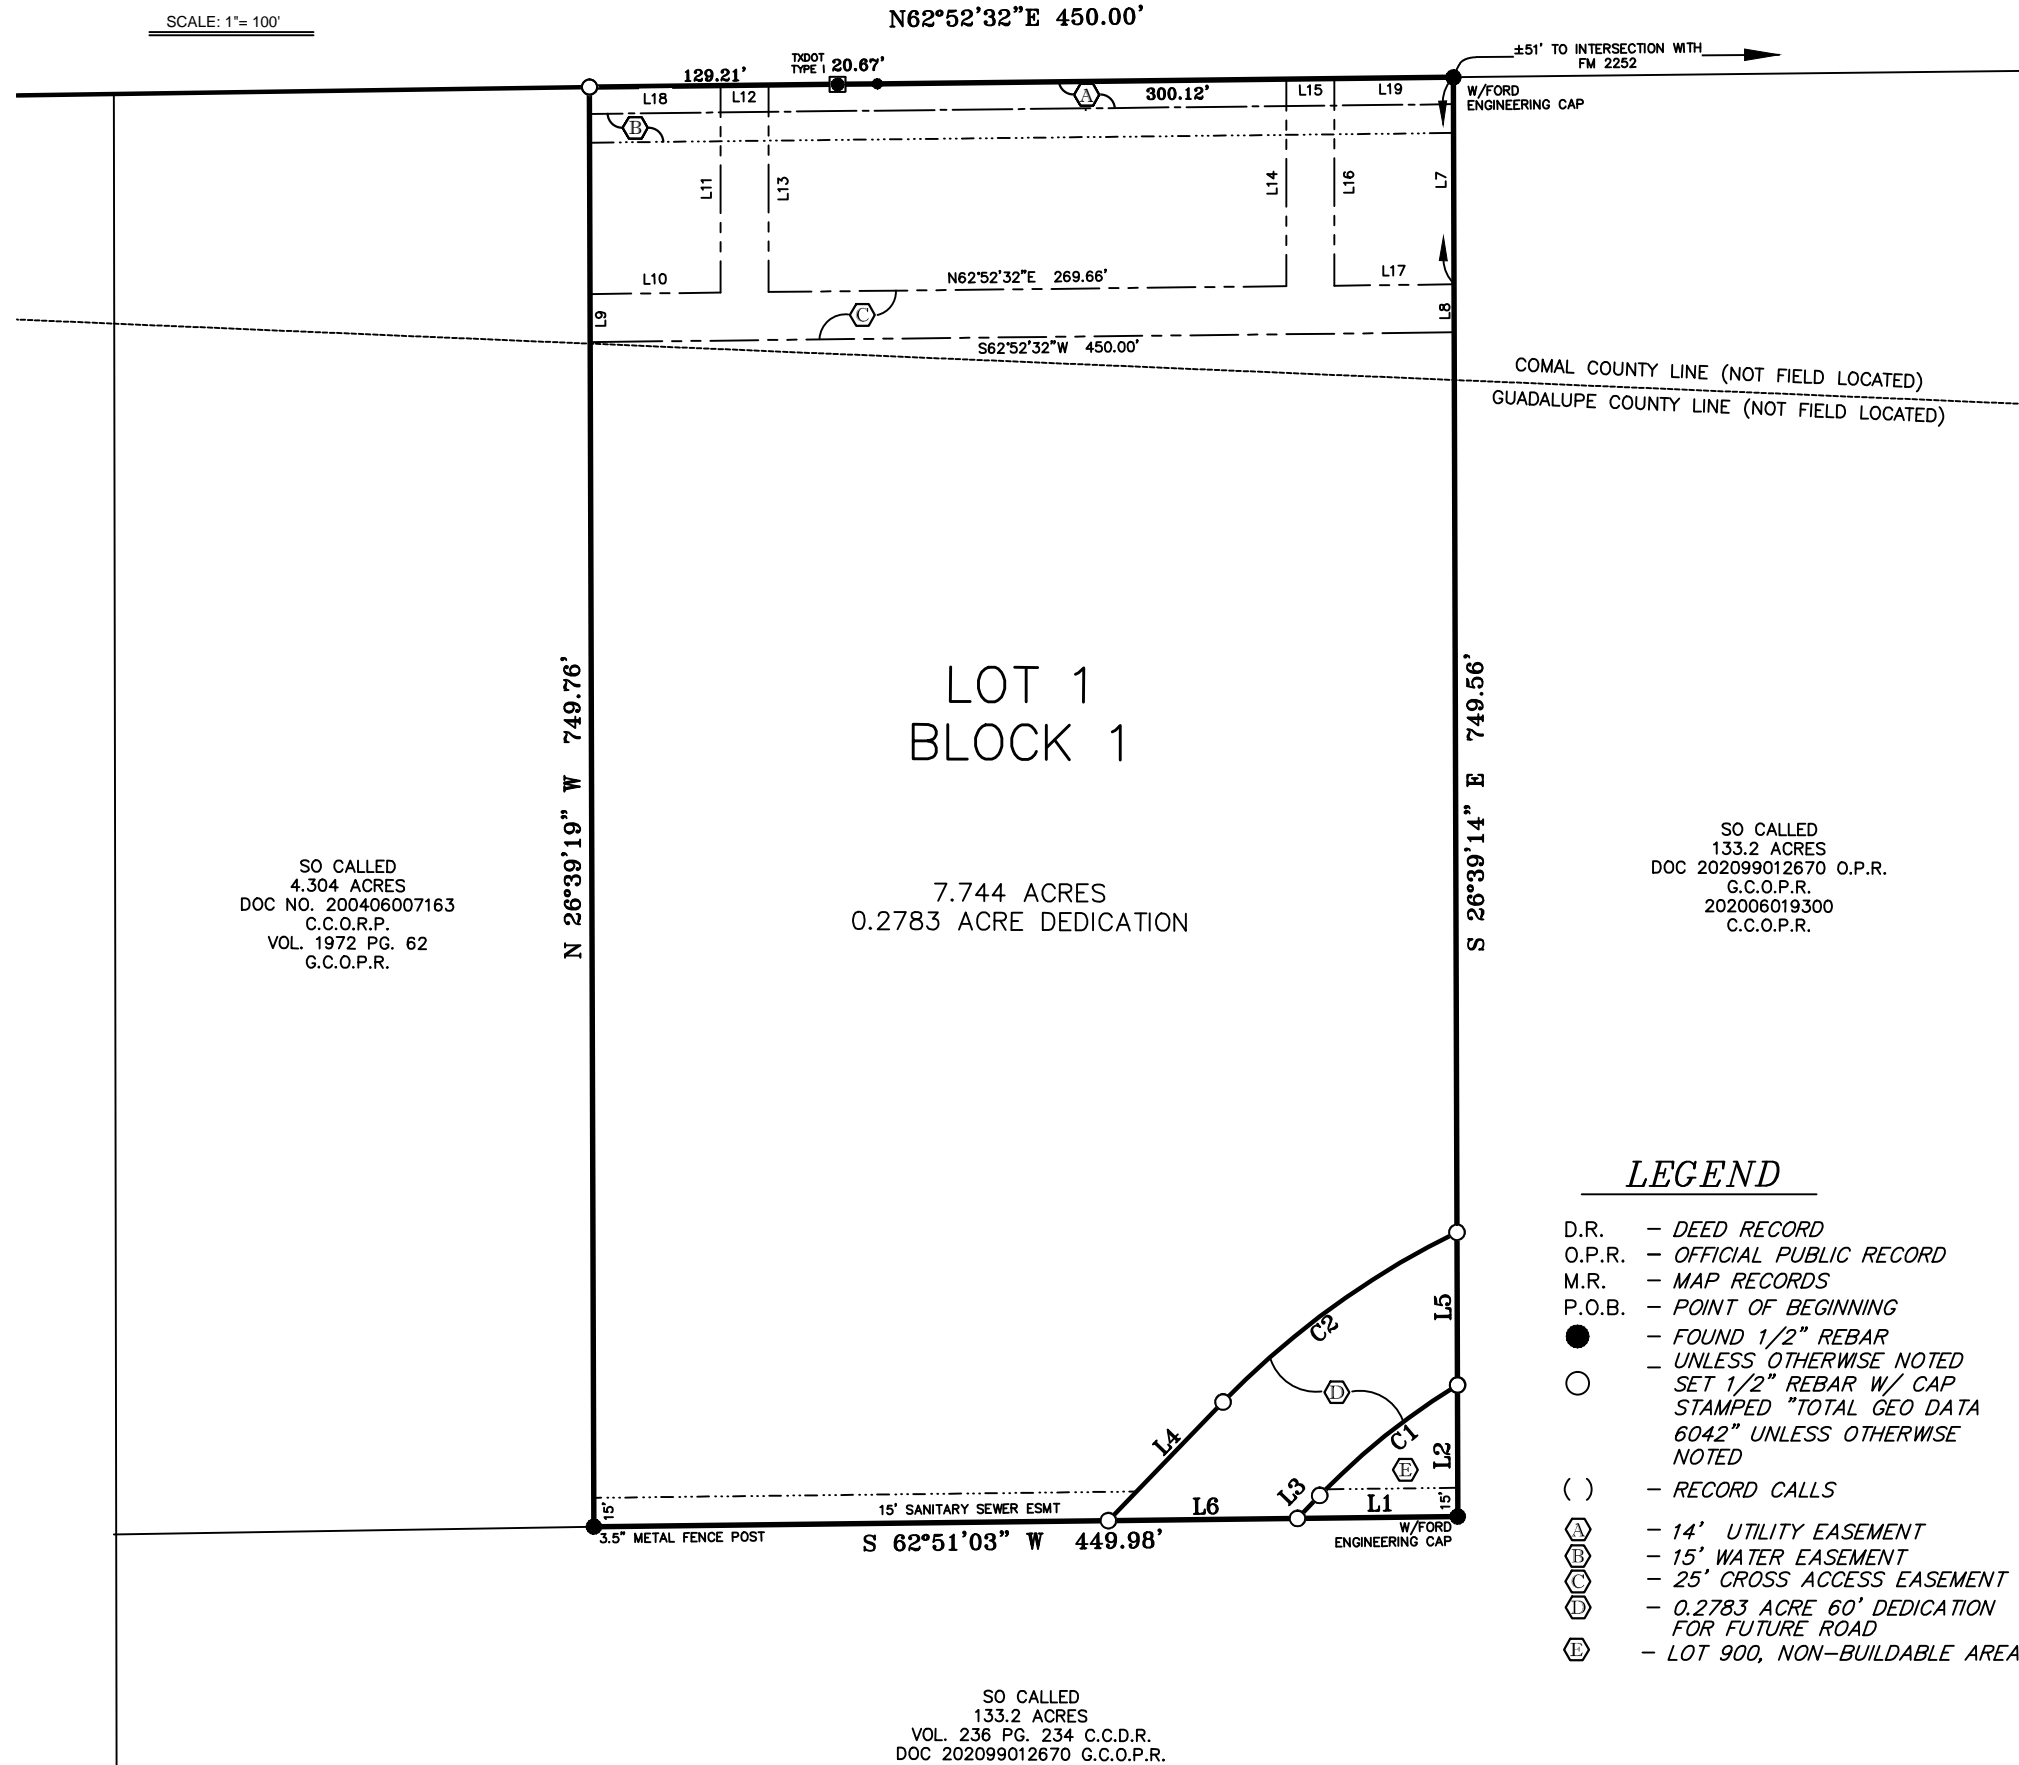 SCALE: 1"= 100'
N62°52'32"E 450.00'
±51' TO INTERSECTION WITH
FM 2252
TXDOT
TYPE I
129.21'
20.67'
300.12'
W/FORD
ENGINEERING CAP
L18
L12
A
L15
L19
B
L11
L13
L14
L16
L7
L10
N62°52'32"E 269.66'
L17
L9
C
L8
S62°52'32"W 450.00'
COMAL COUNTY LINE (NOT FIELD LOCATED)
GUADALUPE COUNTY LINE (NOT FIELD LOCATED)
LOT 1
BLOCK 1
7.744 ACRES
0.2783 ACRE DEDICATION
N 26°39'19" W 749.76'
S 26°39'14" E 749.56'
SO CALLED
4.304 ACRES
DOC NO. 200406007163
C.C.O.R.P.
VOL. 1972 PG. 62
G.C.O.P.R.
SO CALLED
133.2 ACRES
DOC 202099012670 O.P.R.
G.C.O.P.R.
202006019300
C.C.O.P.R.
C2
L5
D
L4
C1
L2
E
L3
L1
15'
L6
15' SANITARY SEWER ESMT
15'
3.5" METAL FENCE POST
S 62°51'03" W 449.98'
W/FORD
ENGINEERING CAP
LEGEND
D.R. – DEED RECORD
O.P.R. – OFFICIAL PUBLIC RECORD
M.R. – MAP RECORDS
P.O.B. – POINT OF BEGINNING
– FOUND 1/2" REBAR
– UNLESS OTHERWISE NOTED
SET 1/2" REBAR W/ CAP
STAMPED "TOTAL GEO DATA
6042" UNLESS OTHERWISE
NOTED
( ) – RECORD CALLS
A – 14' UTILITY EASEMENT
B – 15' WATER EASEMENT
C – 25' CROSS ACCESS EASEMENT
D – 0.2783 ACRE 60' DEDICATION
FOR FUTURE ROAD
E – LOT 900, NON-BUILDABLE AREA
SO CALLED
133.2 ACRES
VOL. 236 PG. 234 C.C.D.R.
DOC 202099012670 G.C.O.P.R.